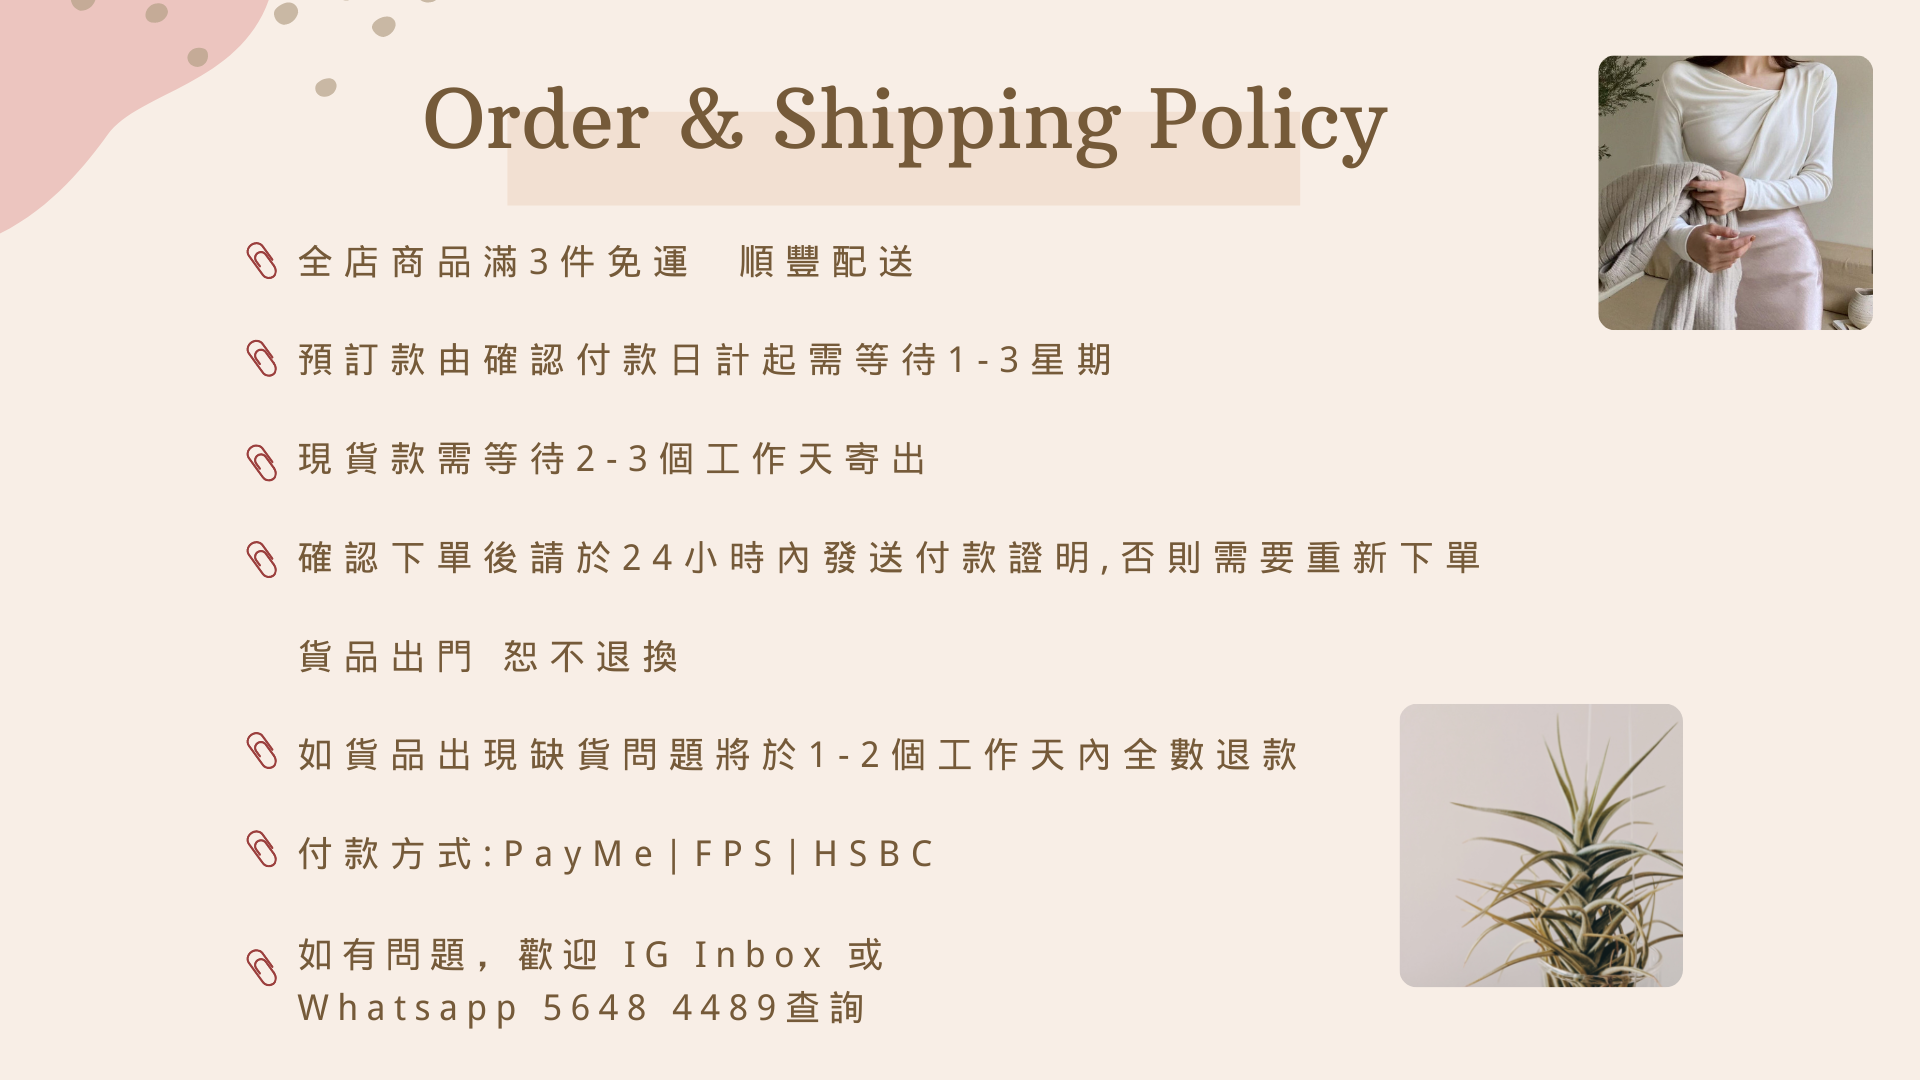 Order & Shipping Policy
全店商品滿3件免運　順豐配送
預訂款由確認付款日計起需等待1-3星期
現貨款需等待2-3個工作天寄出
確認下單後請於24小時內發送付款證明,否則需要重新下單
貨品出門 恕不退換
如貨品出現缺貨問題將於1-2個工作天內全數退款
付款方式:PayMe|FPS|HSBC
如有問題，歡迎 IG Inbox 或
Whatsapp 5648 4489查詢